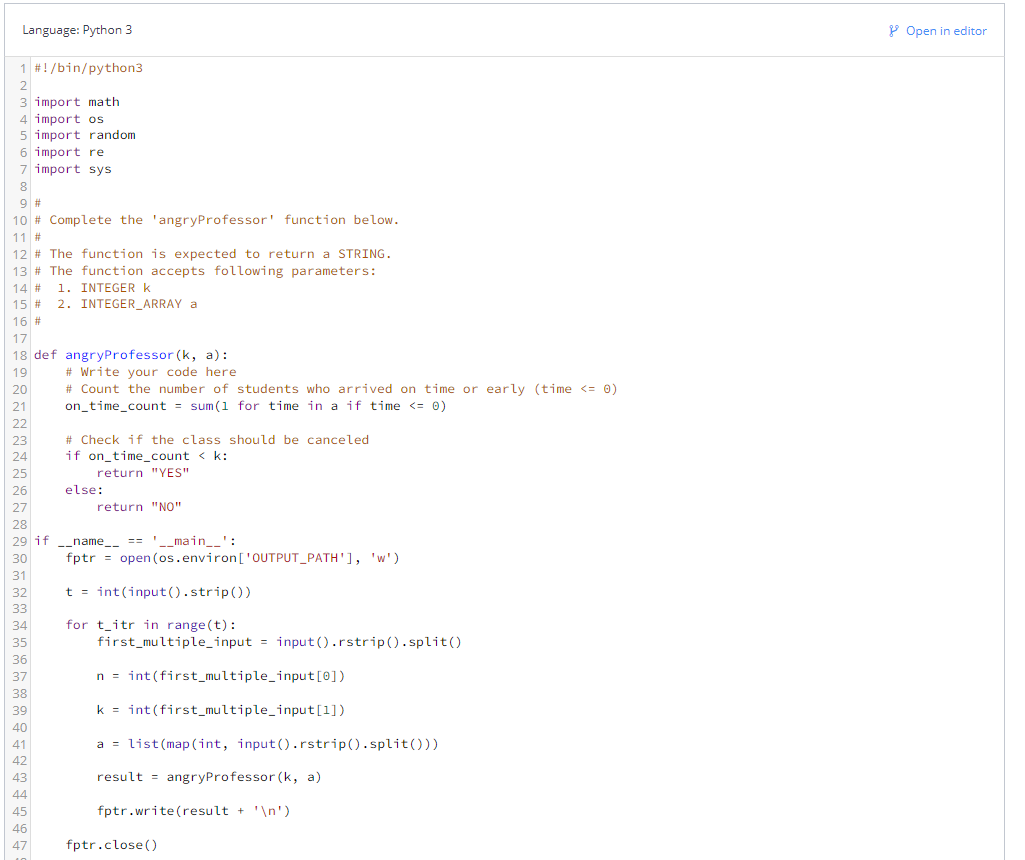 Language: Python 3
Open in editor
1 #!/bin/python3
2
3 import math
4 import os
5 import random
6 import re
7 import sys
8
9 #
10 # Complete the 'angryProfessor' function below.
11 #
12 # The function is expected to return a STRING.
13 # The function accepts following parameters:
14 #  1. INTEGER k
15 #  2. INTEGER_ARRAY a
16 #
17
18 def angryProfessor(k, a):
19     # Write your code here
20     # Count the number of students who arrived on time or early (time <= 0)
21     on_time_count = sum(1 for time in a if time <= 0)
22
23     # Check if the class should be canceled
24     if on_time_count < k:
25         return "YES"
26     else:
27         return "NO"
28
29 if __name__ == '__main__':
30     fptr = open(os.environ['OUTPUT_PATH'], 'w')
31
32     t = int(input().strip())
33
34     for t_itr in range(t):
35         first_multiple_input = input().rstrip().split()
36
37         n = int(first_multiple_input[0])
38
39         k = int(first_multiple_input[1])
40
41         a = list(map(int, input().rstrip().split()))
42
43         result = angryProfessor(k, a)
44
45         fptr.write(result + '\n')
46
47     fptr.close()